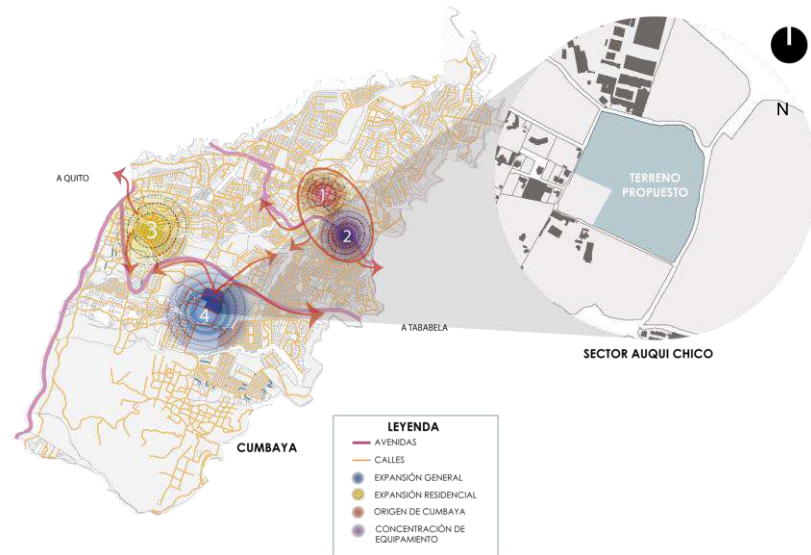 A QUITO
1
2
3
4
TERRENO
PROPUESTO
N
A TABABELA
SECTOR AUQUI CHICO
CUMBAYA
LEYENDA
AVENIDAS
CALLES
EXPANSIÓN GENERAL
EXPANSIÓN RESIDENCIAL
ORIGEN DE CUMBAYA
CONCENTRACIÓN DE
EQUIPAMIENTO